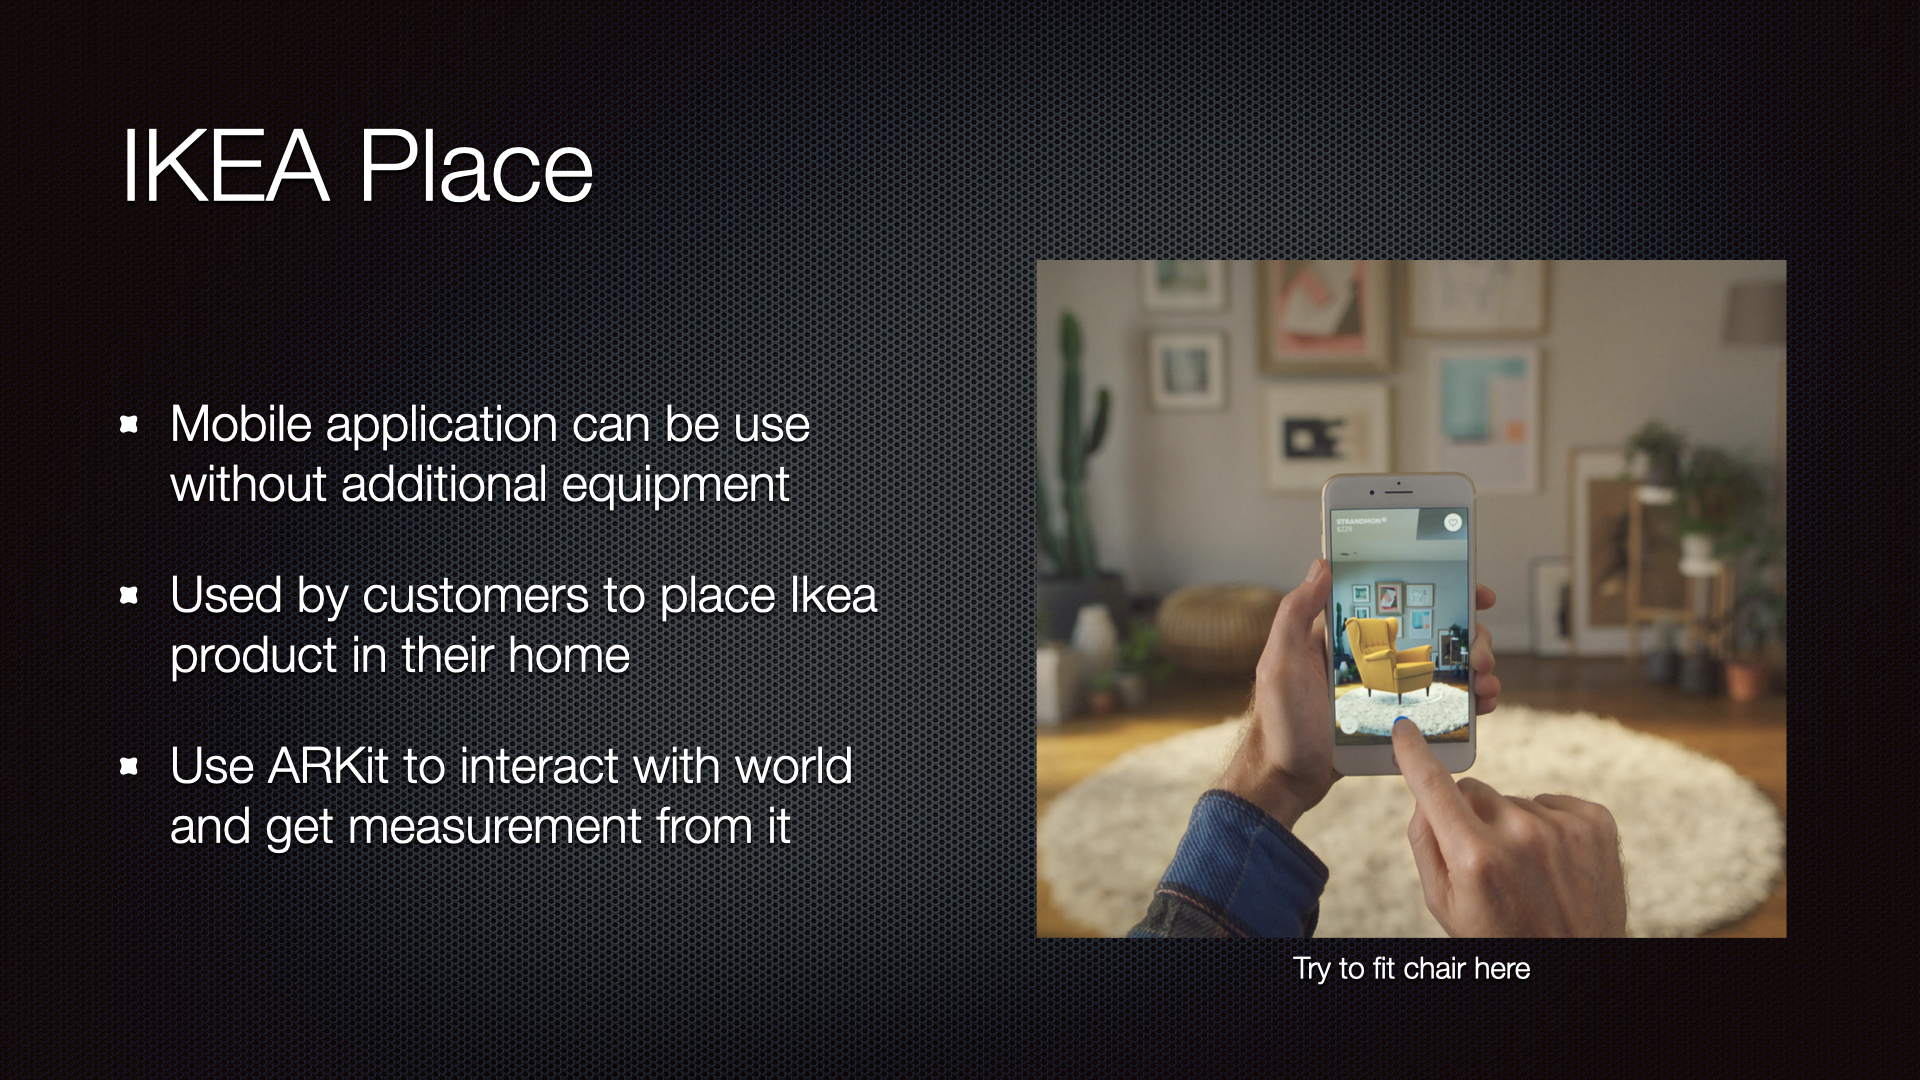 IKEA Place
Mobile application can be use
without additional equipment
Used by customers to place Ikea
product in their home
Use ARKit to interact with world
and get measurement from it
STRANDMON
$229
Try to fit chair here